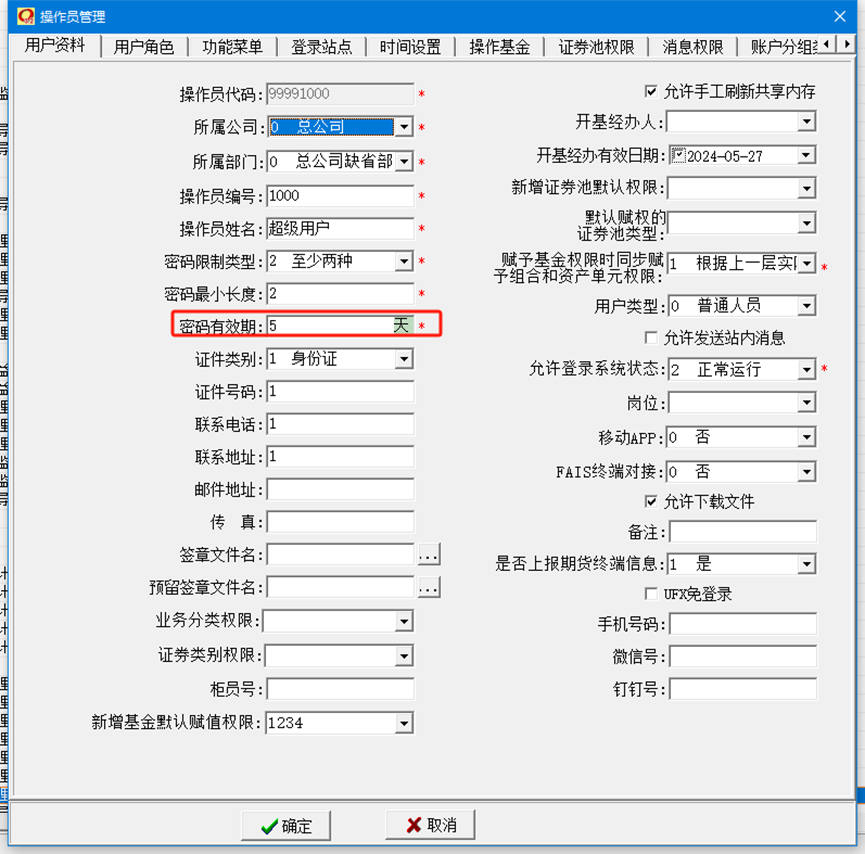 操作员管理
用户资料 用户角色 功能菜单 登录站点 时间设置 操作基金 证券池权限 消息权限 账户分组
操作员代码: 99991000 *
所属公司: 0 总公司 *
所属部门: 0 总公司缺省部 *
操作员编号: 1000 *
操作员姓名: 超级用户 *
密码限制类型: 2 至少两种 *
密码最小长度: 2 *
密码有效期: 5 天 *
证件类别: 1 身份证
证件号码: 1
联系电话: 1
联系地址: 1
邮件地址:
传 真:
签章文件名: ...
预留签章文件名: ...
业务分类权限:
证券类别权限:
柜员号:
新增基金默认赋值权限: 1234
允许手工刷新共享内存
开基经办人:
开基经办有效日期: 2024-05-27
新增证券池默认权限:
默认赋权的
证券池类型:
赋予基金权限时同步赋
予组合和资产单元权限: 1 根据上一层实 *
用户类型: 0 普通人员
允许发送站内消息
允许登录系统状态: 2 正常运行 *
岗位:
移动APP: 0 否
FAIS终端对接: 0 否
允许下载文件
备注:
是否上报期货终端信息: 1 是
UFX免登录
手机号码:
微信号:
钉钉号:
确定 取消